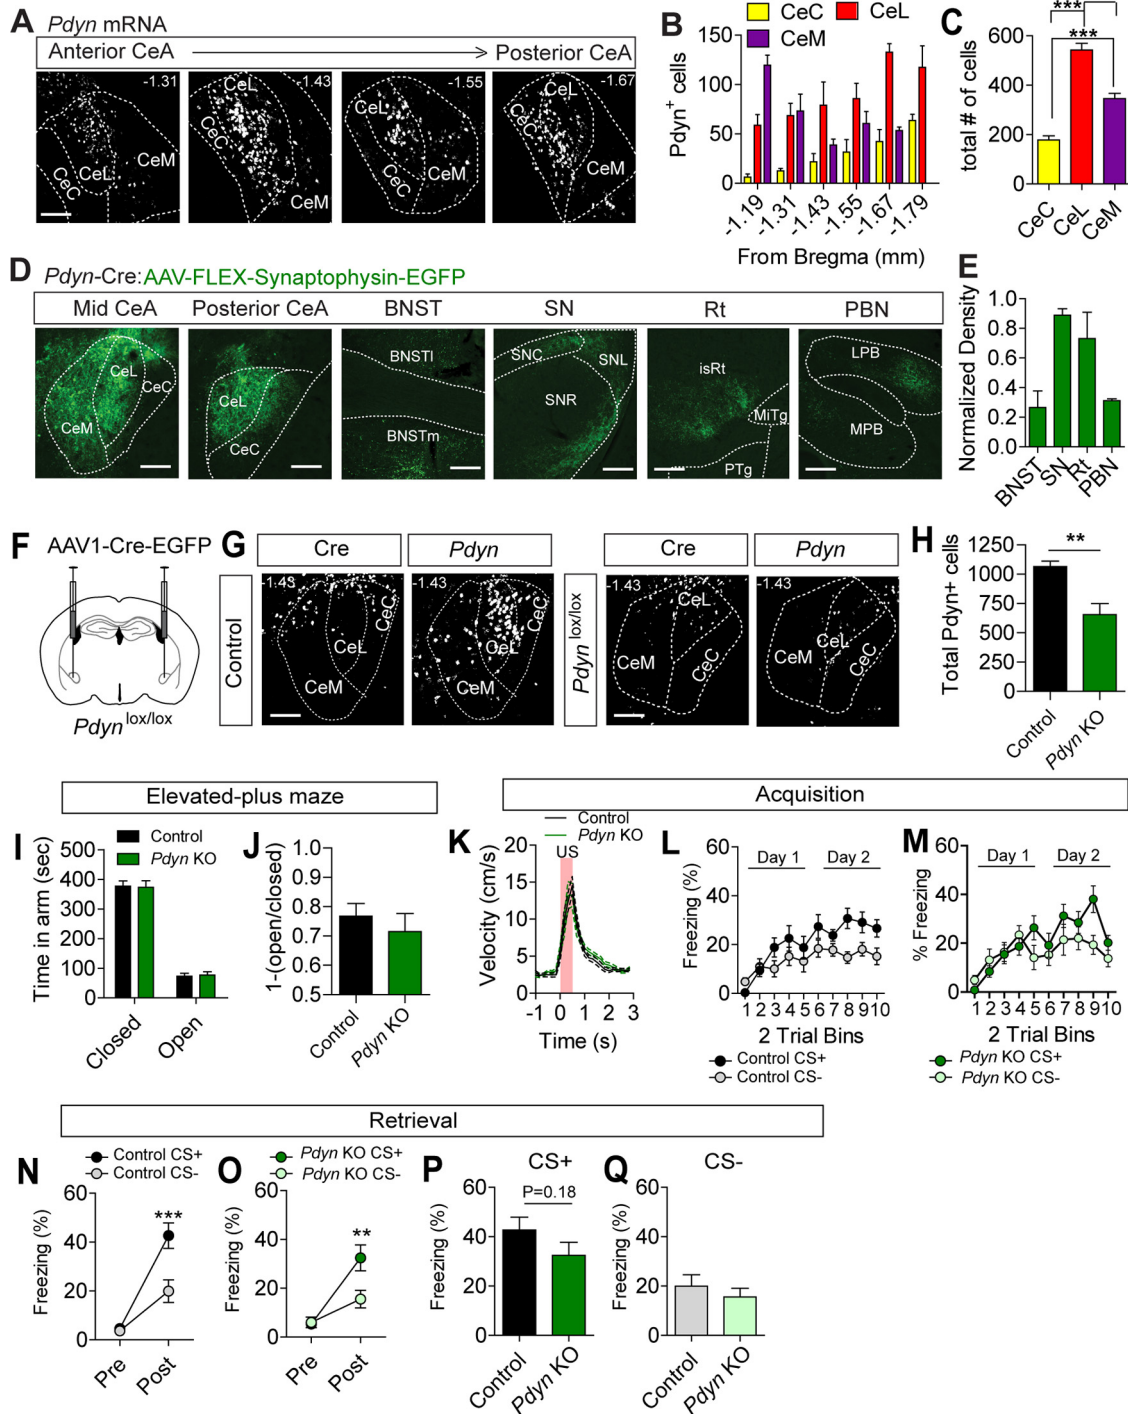 A
Pdyn mRNA
Anterior CeA
Posterior CeA
-1.31
CeL
CeC
CeM
-1.43
CeL
CeC
CeM
-1.55
CeL
CeC
CeM
-1.67
CeL
CeC
CeM
B
CeC
CeL
CeM
Pdyn+ cells
150
100
50
0
-1.19
-1.31
-1.43
-1.55
-1.67
-1.79
From Bregma (mm)
C
***
***
total # of cells
600
400
200
0
CeC
CeL
CeM
D
Pdyn-Cre:AAV-FLEX-Synaptophysin-EGFP
Mid CeA
Posterior CeA
BNST
SN
Rt
PBN
CeL
CeC
CeM
CeL
CeC
BNSTl
BNSTm
SNC
SNL
SNR
isRt
MiTg
PTg
LPB
MPB
E
Normalized Density
1.0
0.8
0.6
0.4
0.2
0.0
BNST
SN
Rt
PBN
F
AAV1-Cre-EGFP
Pdyn lox/lox
G
Cre
Pdyn
Control
-1.43
CeL
CeC
CeM
-1.43
CeL
CeC
CeM
Cre
Pdyn
Pdyn lox/lox
-1.43
CeL
CeM
CeC
-1.43
CeL
CeM
CeC
H
Total Pdyn+ cells
**
1250
1000
750
500
250
0
Control
Pdyn KO
Elevated-plus maze
I
Control
Pdyn KO
Time in arm (sec)
500
400
300
200
100
0
Closed
Open
J
1-(open/closed)
1.0
0.9
0.8
0.7
0.6
0.5
Control
Pdyn KO
Acquisition
K
Control
Pdyn KO
US
Velocity (cm/s)
20
15
10
5
0
-1 0 1 2 3
Time (s)
L
Freezing (%)
Day 1
Day 2
60
40
20
0
1 2 3 4 5 6 7 8 9 10
2 Trial Bins
Control CS+
Control CS-
M
% Freezing
Day 1
Day 2
60
40
20
0
1 2 3 4 5 6 7 8 9 10
2 Trial Bins
Pdyn KO CS+
Pdyn KO CS-
Retrieval
N
Control CS+
Control CS-
Freezing (%)
***
60
40
20
0
Pre
Post
O
Pdyn KO CS+
Pdyn KO CS-
Freezing (%)
**
60
40
20
0
Pre
Post
P
CS+
P=0.18
Freezing (%)
60
40
20
0
Control
Pdyn KO
Q
CS-
Freezing (%)
60
40
20
0
Control
Pdyn KO